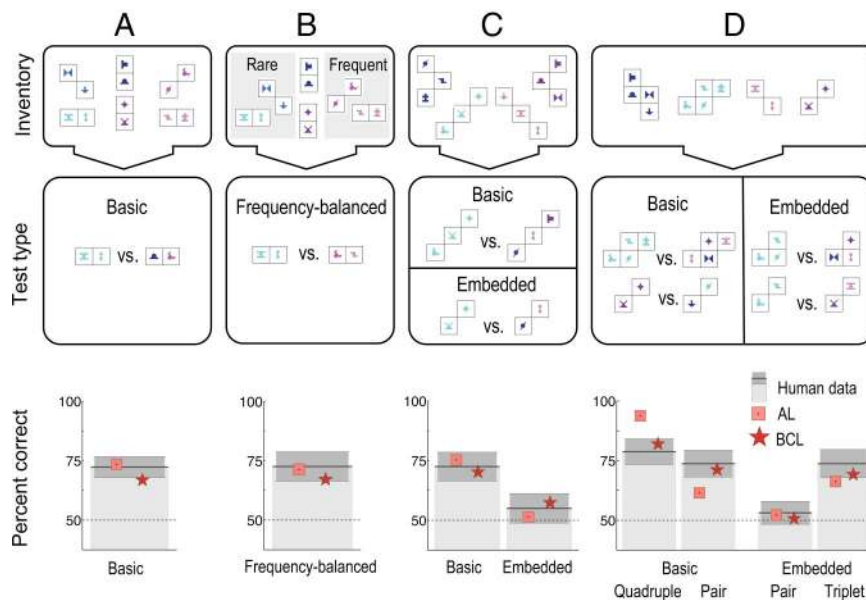 A B C D
Inventory
Rare Frequent
Test type
Basic
vs.
Frequency-balanced
vs.
Basic
vs.
Embedded
vs.
Basic
vs.
vs.
Embedded
vs.
vs.
Percent correct
100
75
50
Basic
100
75
50
Frequency-balanced
100
75
50
Basic Embedded
100
75
50
Human data
AL
BCL
Basic Embedded
Quadruple Pair Pair Triplet